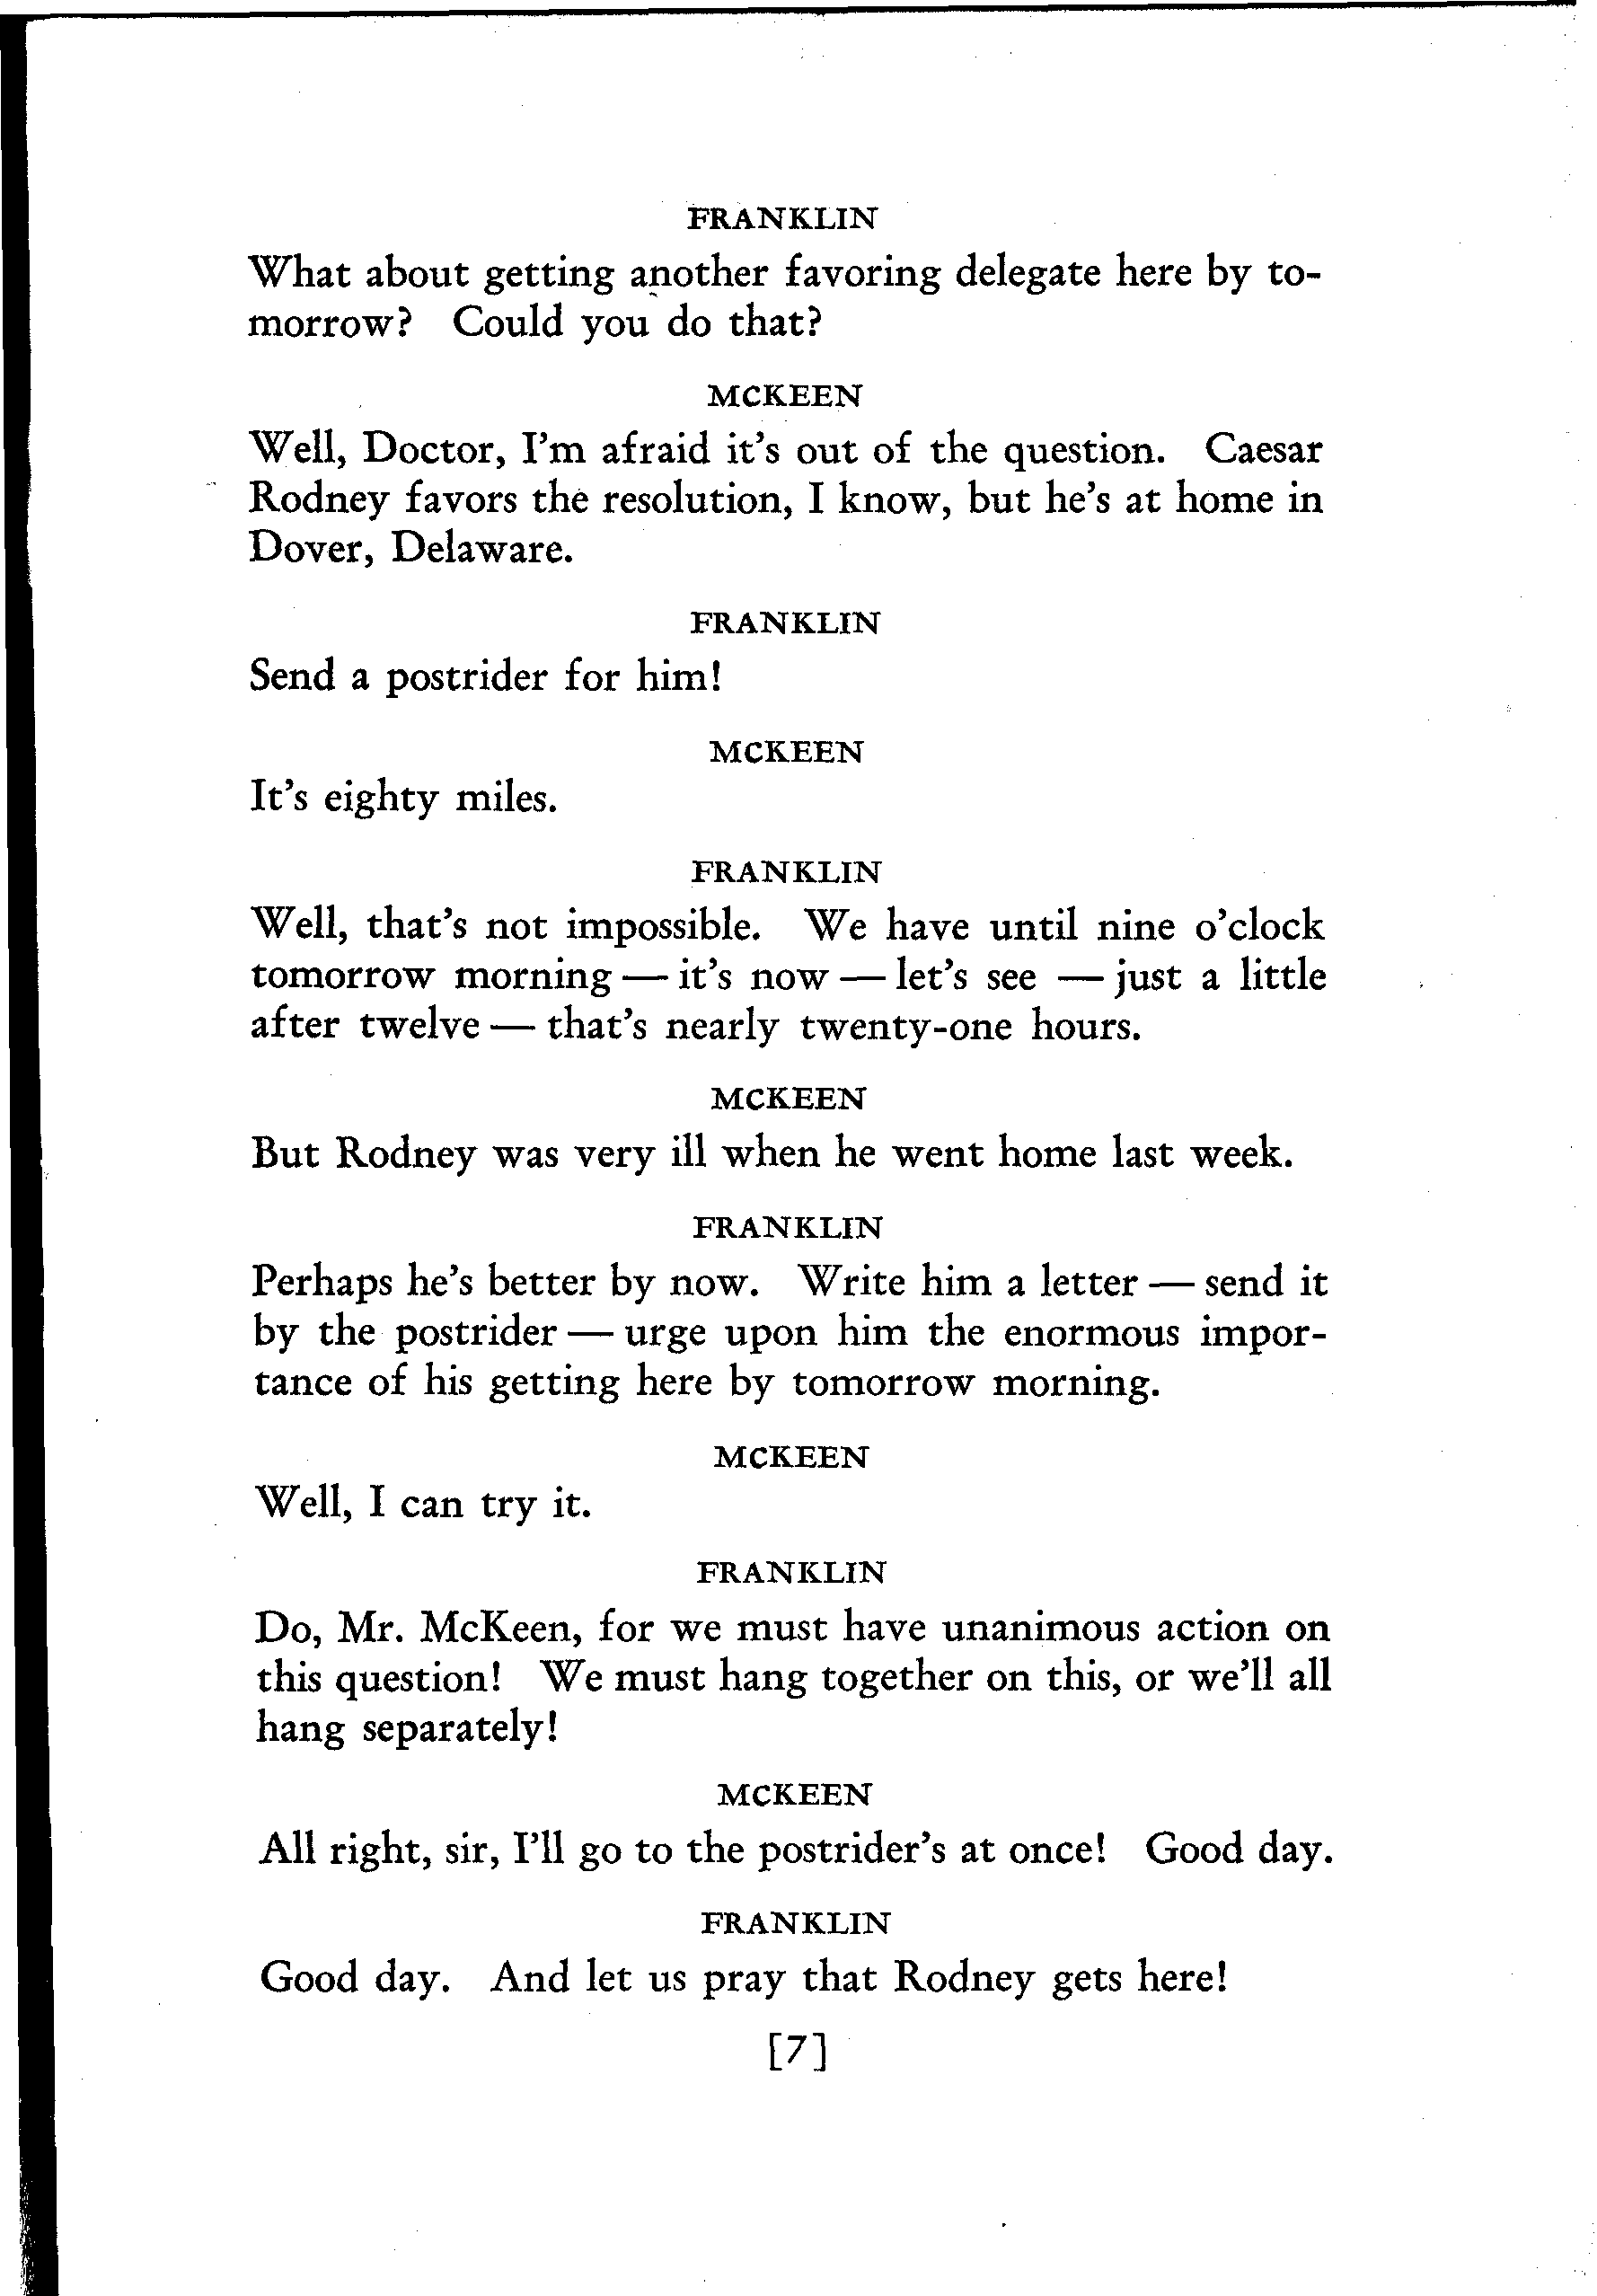 FRANKLIN
What about getting another favoring delegate here by to-
morrow? Could you do that?
MCKEEN
Well, Doctor, I'm afraid it's out of the question. Caesar
Rodney favors the resolution, I know, but he's at home in
Dover, Delaware.
FRANKLIN
Send a postrider for him!
MCKEEN
It's eighty miles.
FRANKLIN
Well, that's not impossible. We have until nine o'clock
tomorrow morning — it's now — let's see — just a little
after twelve — that's nearly twenty-one hours.
MCKEEN
But Rodney was very ill when he went home last week.
FRANKLIN
Perhaps he's better by now. Write him a letter — send it
by the postrider — urge upon him the enormous impor-
tance of his getting here by tomorrow morning.
MCKEEN
Well, I can try it.
FRANKLIN
Do, Mr. McKeen, for we must have unanimous action on
this question! We must hang together on this, or we'll all
hang separately!
MCKEEN
All right, sir, I'll go to the postrider's at once! Good day.
FRANKLIN
Good day. And let us pray that Rodney gets here!
[7]